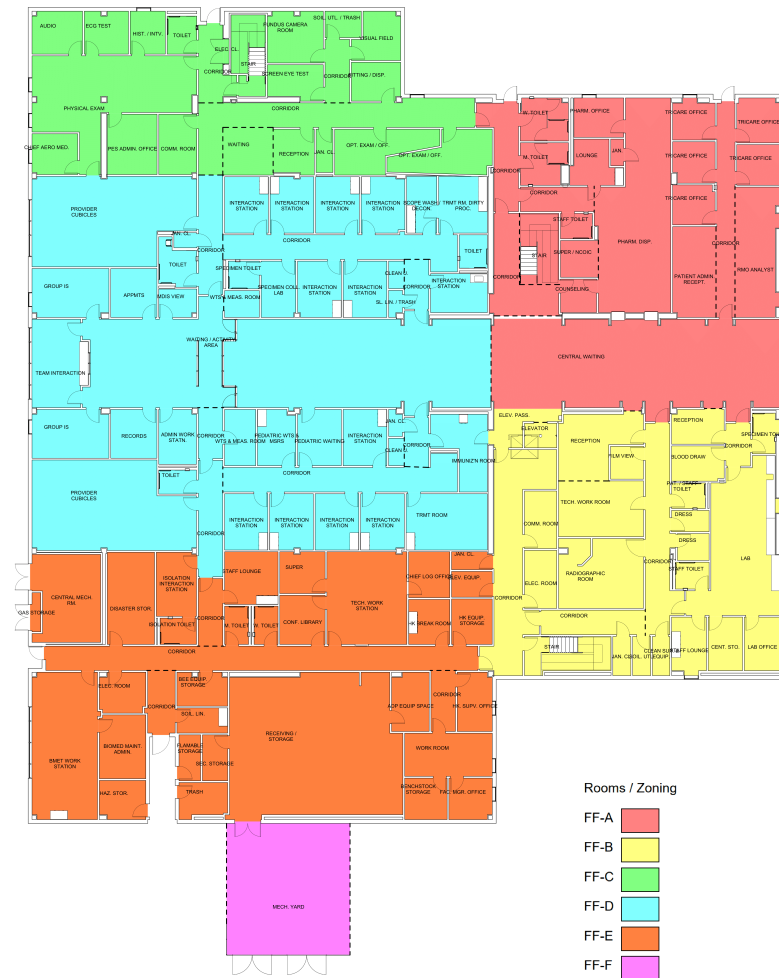 AUDIO
ECG TEST
HIST. / INTV.
TOILET
ELEC. CL.
STAIR
FUNDUS CAMERA
ROOM
SOIL. UTL. / TRASH
VISUAL FIELD
CORRIDOR
SCREEN EYE TEST
CORRIDOR
FITTING / DISP.
PHYSICAL EXAM
CORRIDOR
CHIEF AERO MED.
PES ADMIN. OFFICE
COMM. ROOM
WAITING
RECEPTION
JAN. CL.
OPT. EXAM / OFF.
OPT. EXAM / OFF.
W. TOILET
PHARM. OFFICE
TRICARE OFFICE
TRICARE OFFICE
M. TOILET
LOUNGE
JAN.
TRICARE OFFICE
TRICARE OFFICE
CORRIDOR
CORRIDOR
TRICARE OFFICE
STAFF TOILET
STAIR
SUPER / NCOIC
PHARM. DISP.
CORRIDOR
CORRIDOR
COUNSELING
PATIENT ADMIN.
RECEPT.
RMO ANALYST
CENTRAL WAITING
PROVIDER
CUBICLES
JAN. CL.
TOILET
CORRIDOR
INTERACTION
STATION
INTERACTION
STATION
INTERACTION
STATION
INTERACTION
STATION
SCOPE WASH
DECON.
TRMT RM. DIRTY
PROC.
CORRIDOR
TOILET
GROUP IS
APPMTS
MDIS VIEW
SPECIMEN TOILET
WTS & MEAS. ROOM
SPECIMEN COLL.
LAB
INTERACTION
STATION
INTERACTION
STATION
CLEAN U.
CORRIDOR
INTERACTION
STATION
SL. LIN. / TRASH
TEAM INTERACTION
WAITING / ACTIVITY
AREA
GROUP IS
RECORDS
ADMIN WORK
STATN.
CORRIDOR
WTS & MEAS. ROOM
PEDIATRIC WTS &
MSRS
PEDIATRIC WAITING
INTERACTION
STATION
JAN. CL.
CLEAN U.
CORRIDOR
IMMUNIZ'N ROOM
PROVIDER
CUBICLES
TOILET
CORRIDOR
CORRIDOR
INTERACTION
STATION
INTERACTION
STATION
INTERACTION
STATION
INTERACTION
STATION
TRMT ROOM
ELEV. PASS.
ELEVATOR
RECEPTION
FILM VIEW
RECEPTION
SPECIMEN TOILET
CORRIDOR
BLOOD DRAW
PAT. / STAFF
TOILET
TECH. WORK ROOM
COMM. ROOM
DRESS
DRESS
LAB
CORRIDOR
STAFF TOILET
RADIOGRAPHIC
ROOM
ELEC. ROOM
CORRIDOR
CORRIDOR
STAIR
JAN. CL.
SOIL. UTL.
STAFF LOUNGE
CENT. STO.
LAB OFFICE
CENTRAL MECH.
RM.
GAS STORAGE
DISASTER STOR.
ISOLATION
INTERACTION
STATION
ISOLATION TOILET
CORRIDOR
STAFF LOUNGE
M. TOILET
W. TOILET
SUPER
CONF. LIBRARY
TECH. WORK
STATION
CHIEF LOG OFFICE
JAN. CL.
ELEV. EQUIP.
HK BREAK ROOM
HK EQUIP
STORAGE
CORRIDOR
ELEC. ROOM
BEE EQUIP
STORAGE
CORRIDOR
SOIL. LIN.
BMET WORK
STATION
BIOMED MAINT.
ADMIN.
FLAMABLE
STORAGE
SEC. STORAGE
HAZ. STOR.
TRASH
RECEIVING /
STORAGE
ADP EQUIP SPACE
CORRIDOR
HK. SUPV. OFFICE
WORK ROOM
BENCHSTOCK
STORAGE
FAC. MGR. OFFICE
MECH. YARD
Rooms / Zoning
FF-A
FF-B
FF-C
FF-D
FF-E
FF-F